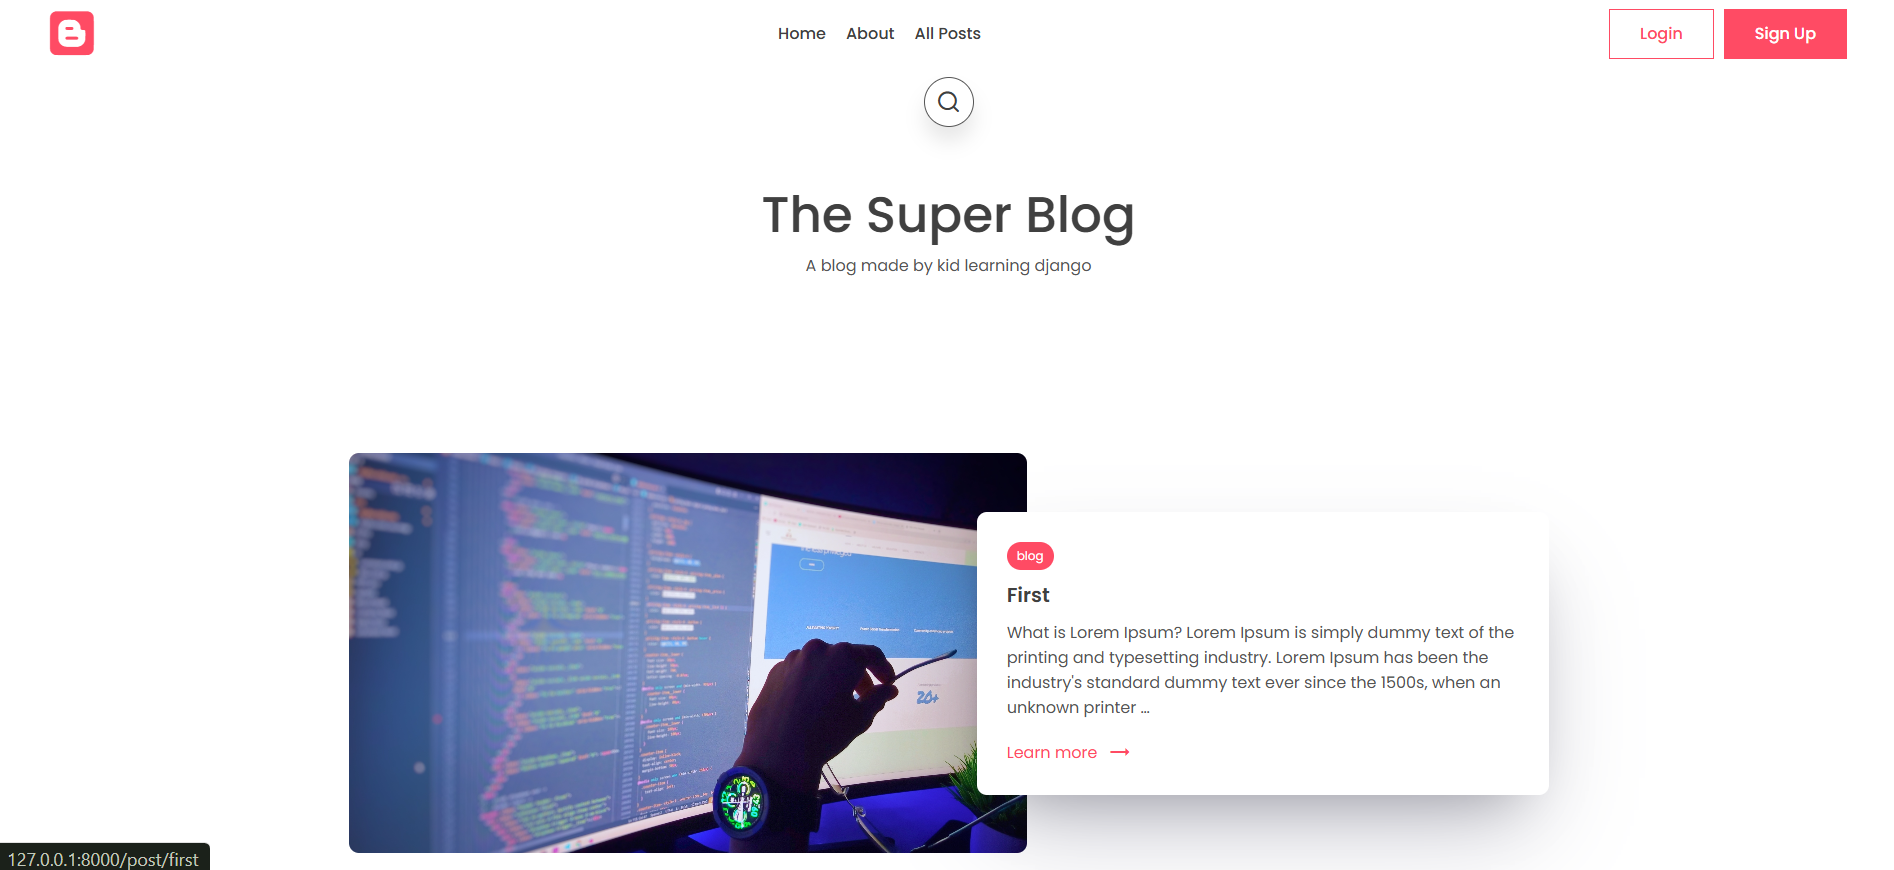 Home About All Posts
Login Sign Up
The Super Blog
A blog made by kid learning django
20+
blog
First
What is Lorem Ipsum? Lorem Ipsum is simply dummy text of the
printing and typesetting industry. Lorem Ipsum has been the
industry's standard dummy text ever since the 1500s, when an
unknown printer ...
Learn more
127.0.0.1:8000/post/first